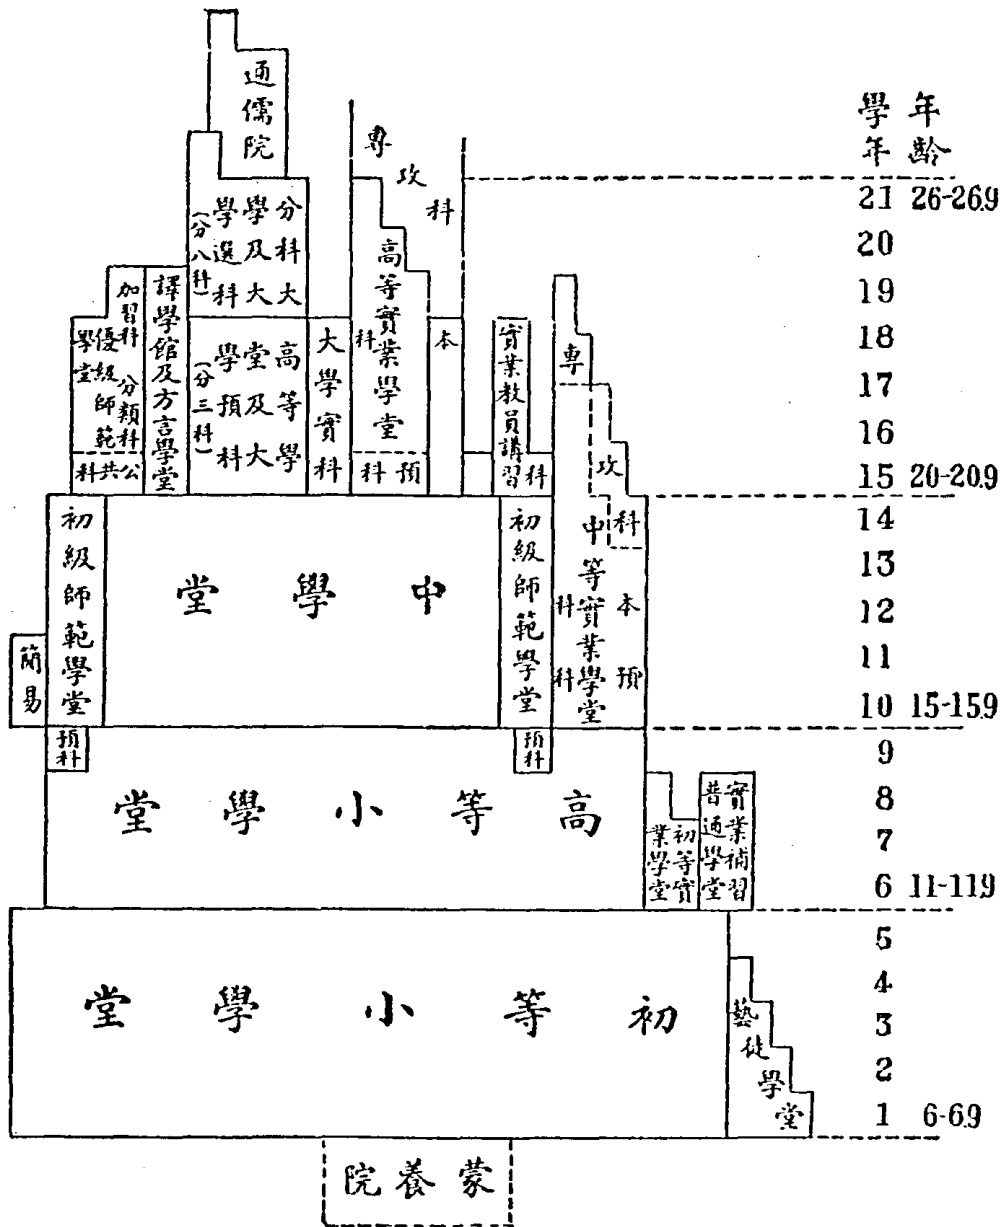 學年 年齡
21 26-26.9
20
19
18
17
16
15 20-20.9
14
13
12
11
10 15-15.9
9
8
7
6 11-11.9
5
4
3
2
1 6-6.9
通儒院
分科大學及大學選科
(分八科)
高等學堂及大學預科
(分三科)
大學實科
譯學館及方言學堂
加習科
分類科
優級師範學堂
公共科
專攻科
高等實業學堂
本科
預科
實業教員講習科
專攻科
中等實業學堂
本科
預科
初級師範學堂
中學堂
初級師範學堂
簡易
預科
預科
高等小學堂
初等實業學堂
實業補習普通學堂
初等小學堂
藝徒學堂
蒙養院